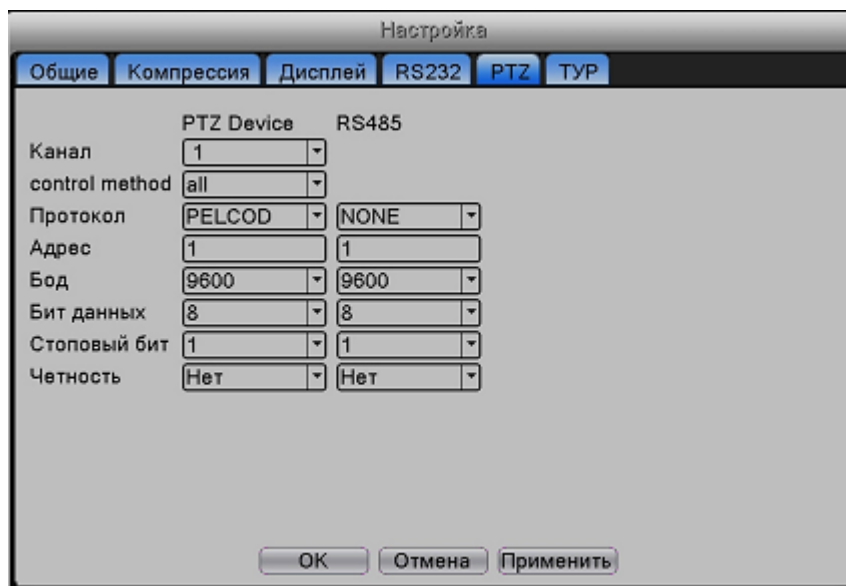 Настройка
Общие Компрессия Дисплей RS232 PTZ ТУР
PTZ Device RS485
Канал 1
control method all
Протокол PELCOD NONE
Адрес 1 1
Бод 9600 9600
Бит данных 8 8
Стоповый бит 1 1
Четность Нет Нет
OK Отмена Применить